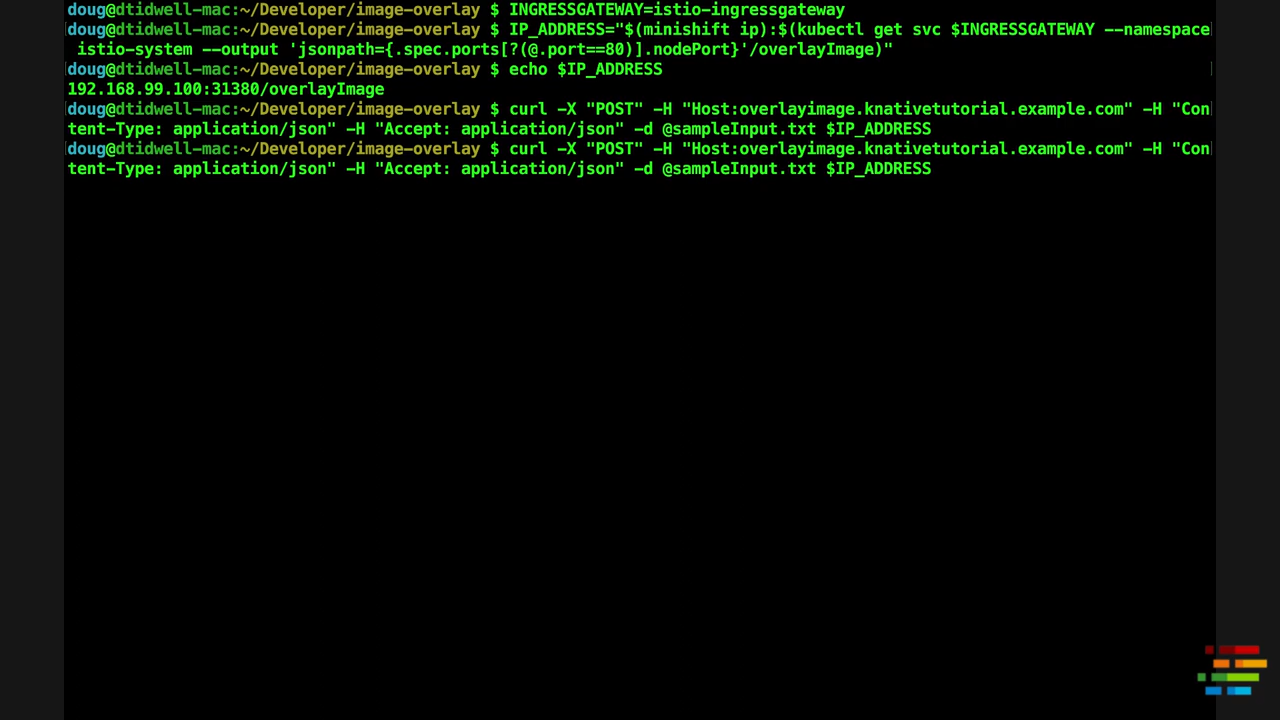 doug@dtidwell-mac:~/Developer/image-overlay $ INGRESSGATEWAY=istio-ingressgateway
doug@dtidwell-mac:~/Developer/image-overlay $ IP_ADDRESS="$(minishift ip):$(kubectl get svc $INGRESSGATEWAY --namespace
istio-system --output 'jsonpath={.spec.ports[?(@.port==80)].nodePort}'/overlayImage)"
doug@dtidwell-mac:~/Developer/image-overlay $ echo $IP_ADDRESS
192.168.99.100:31380/overlayImage
doug@dtidwell-mac:~/Developer/image-overlay $ curl -X "POST" -H "Host:overlayimage.knativetutorial.example.com" -H "Con
tent-Type: application/json" -H "Accept: application/json" -d @sampleInput.txt $IP_ADDRESS
doug@dtidwell-mac:~/Developer/image-overlay $ curl -X "POST" -H "Host:overlayimage.knativetutorial.example.com" -H "Con
tent-Type: application/json" -H "Accept: application/json" -d @sampleInput.txt $IP_ADDRESS